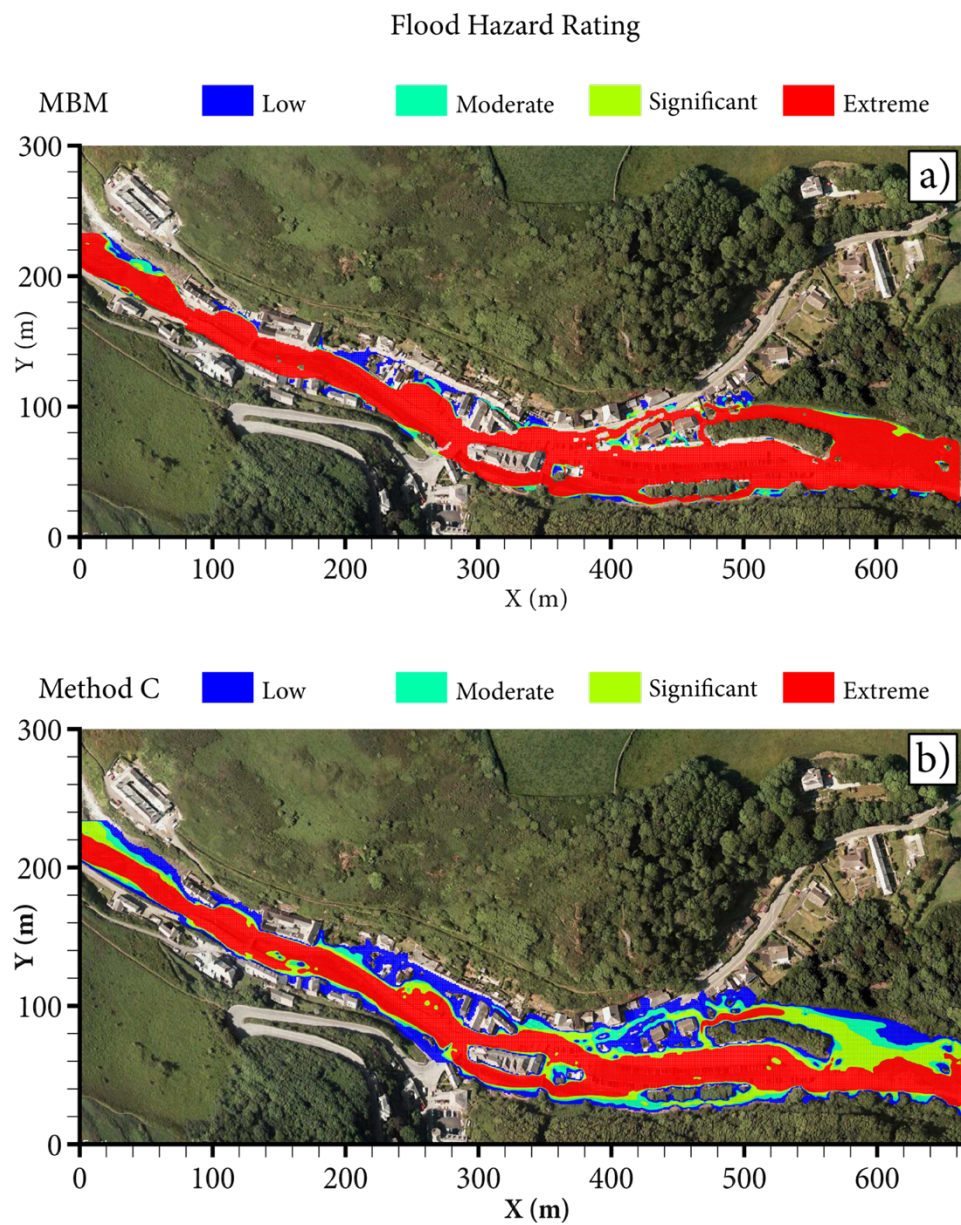 Flood Hazard Rating
MBM Low Moderate Significant Extreme
a)
300
200
100
0
Y (m)
0 100 200 300 400 500 600
X (m)
Method C Low Moderate Significant Extreme
b)
300
200
100
0
Y (m)
0 100 200 300 400 500 600
X (m)